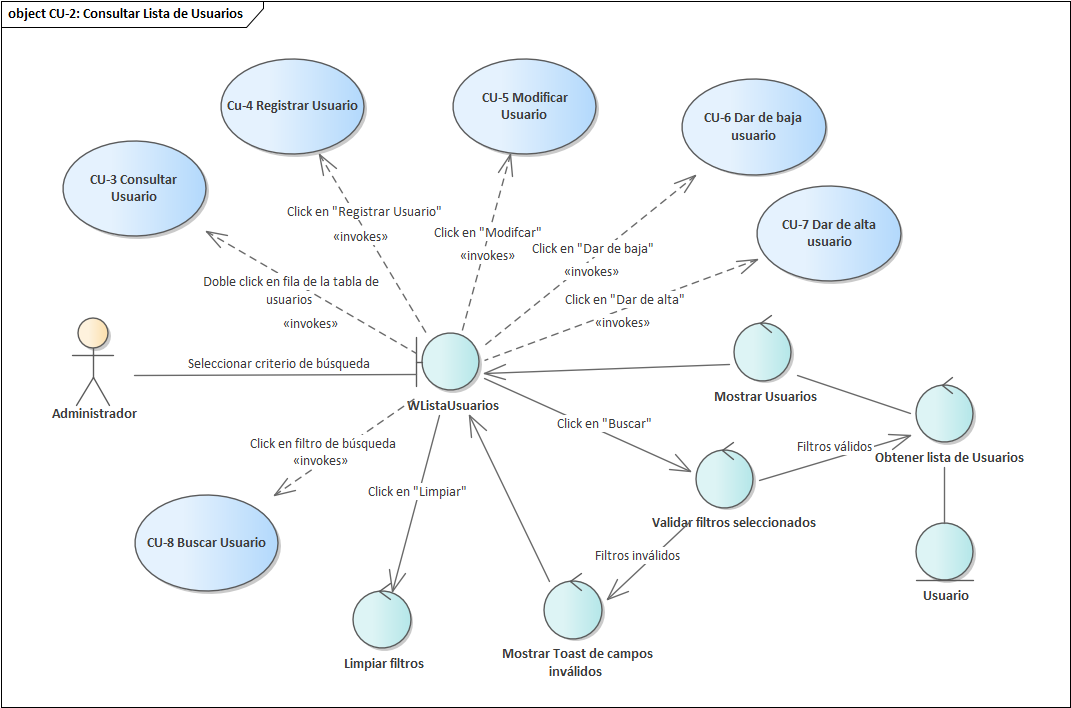 object CU-2: Consultar Lista de Usuarios
Cu-4 Registrar Usuario
CU-5 Modificar
Usuario
CU-6 Dar de baja
usuario
CU-3 Consultar
Usuario
CU-7 Dar de alta
usuario
Click en "Registrar Usuario"
«invokes»
Click en "Modifcar"
«invokes»
Click en "Dar de baja"
«invokes»
Doble click en fila de la tabla de
usuarios
«invokes»
Click en "Dar de alta"
«invokes»
Seleccionar criterio de búsqueda
Administrador
WListaUsuarios
Mostrar Usuarios
Click en "Buscar"
Click en filtro de búsqueda
«invokes»
Filtros válidos
Obtener lista de Usuarios
Click en "Limpiar"
Validar filtros seleccionados
CU-8 Buscar Usuario
Filtros inválidos
Usuario
Limpiar filtros
Mostrar Toast de campos
inválidos